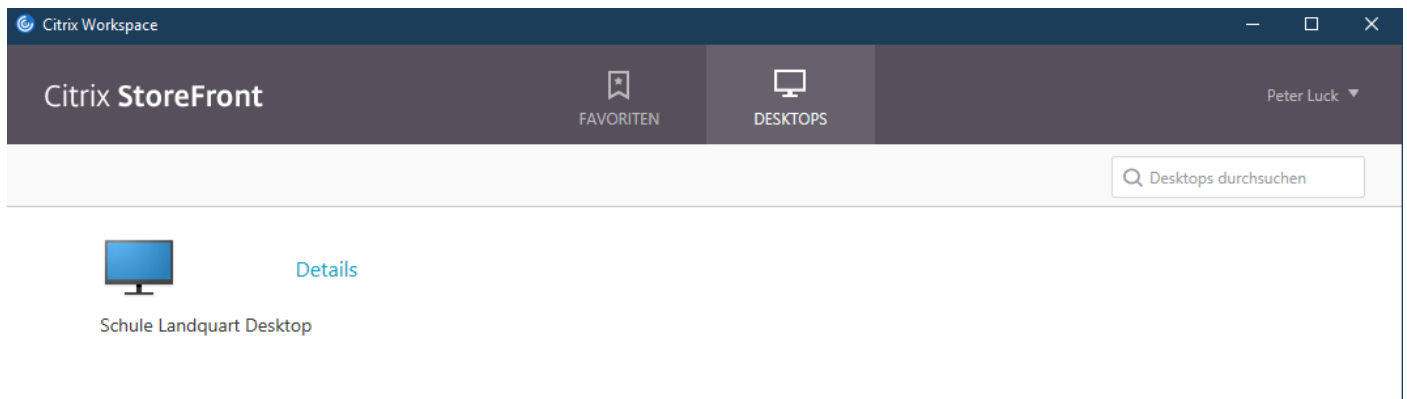 Citrix Workspace
Citrix StoreFront
FAVORITEN
DESKTOPS
Peter Luck
Desktops durchsuchen
Details
Schule Landquart Desktop